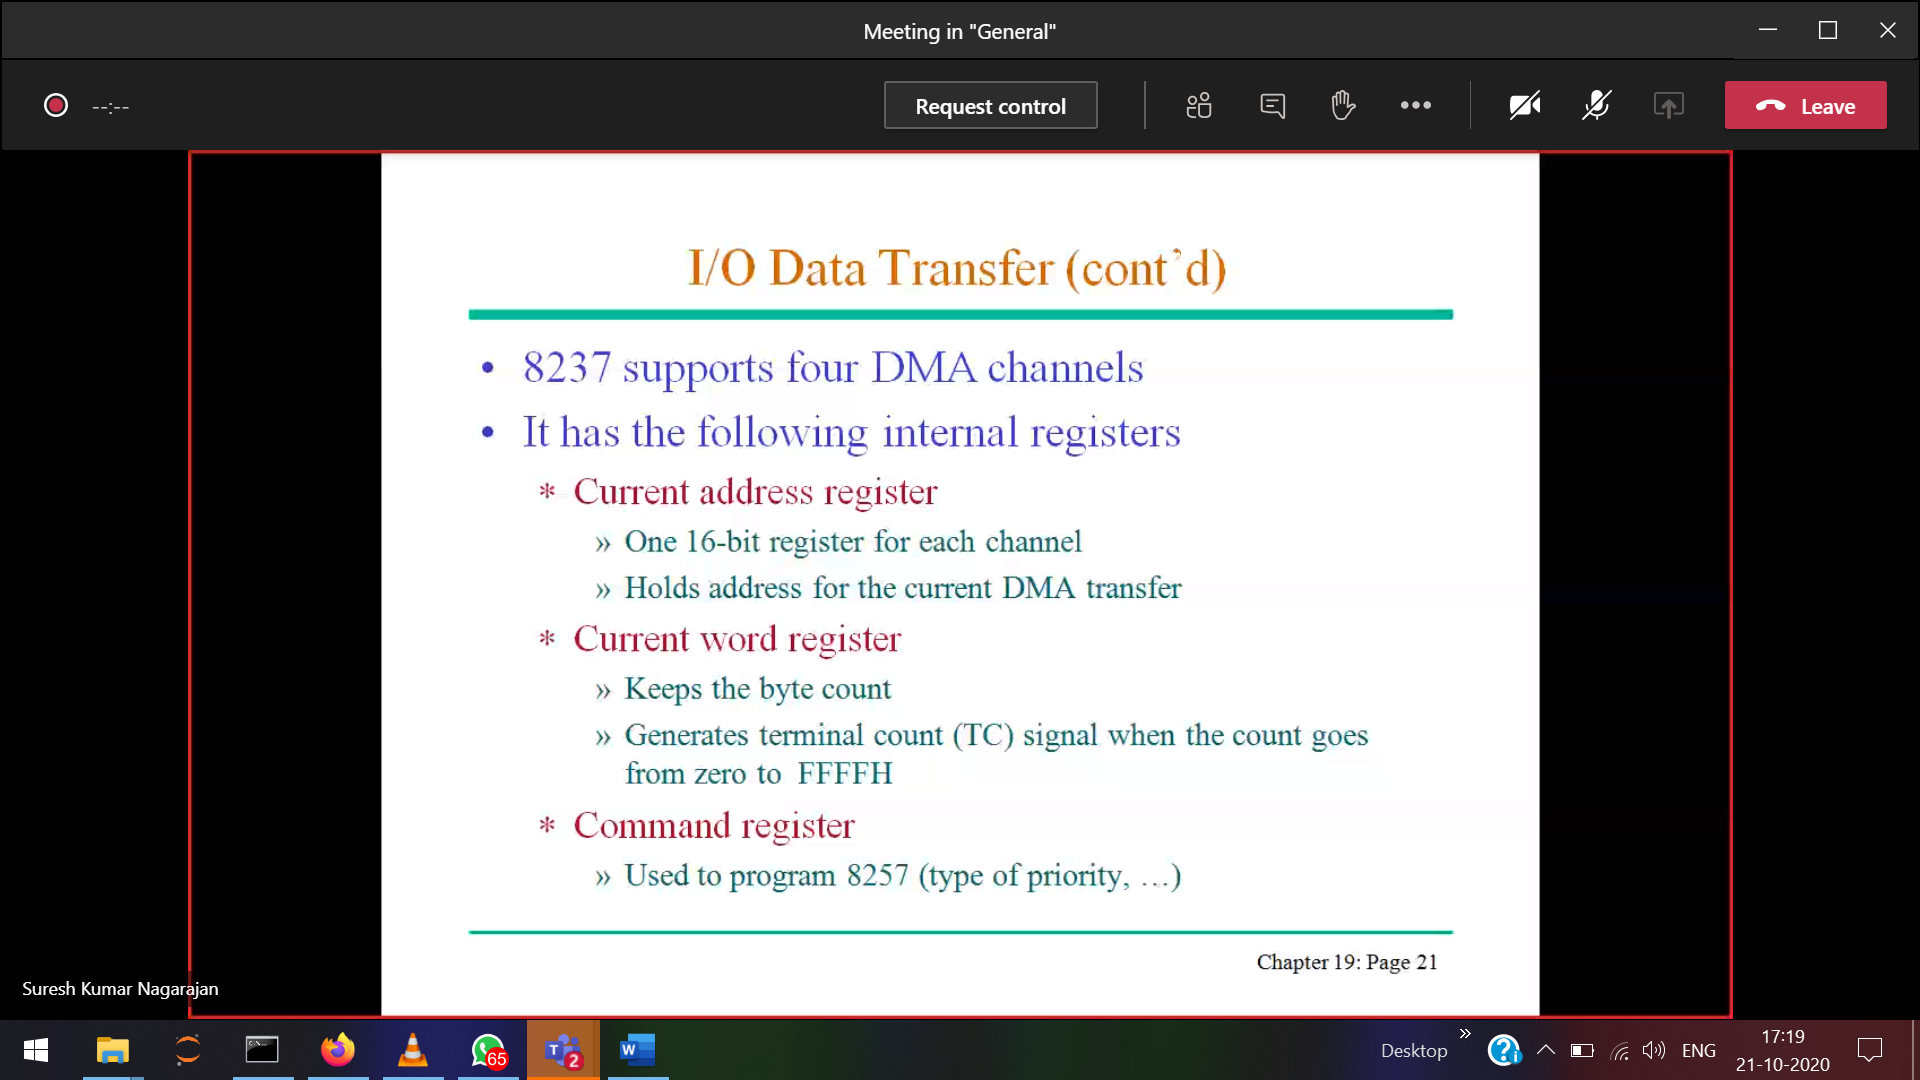 Meeting in "General"
--:--
Request control
Leave
I/O Data Transfer (cont’d)
• 8237 supports four DMA channels
• It has the following internal registers
* Current address register
» One 16-bit register for each channel
» Holds address for the current DMA transfer
* Current word register
» Keeps the byte count
» Generates terminal count (TC) signal when the count goes
from zero to FFFFH
* Command register
» Used to program 8257 (type of priority, …)
Chapter 19: Page 21
Suresh Kumar Nagarajan
65
2
Desktop
ENG
17:19
21-10-2020